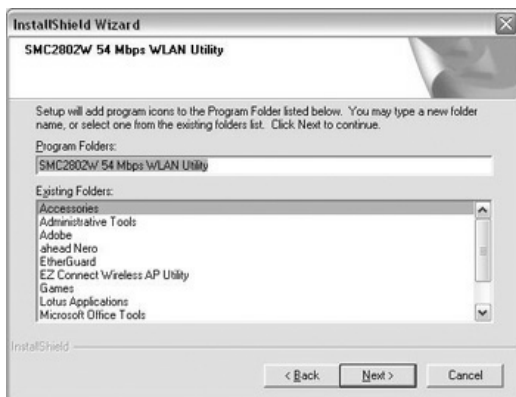 InstallShield Wizard
SMC2802W 54 Mbps WLAN Utility
Setup will add program icons to the Program Folder listed below. You may type a new folder
name, or select one from the existing folders list. Click Next to continue.
Program Folders:
SMC2802W 54 Mbps WLAN Utility
Existing Folders:
Accessories
Administrative Tools
Adobe
ahead Nero
EtherGuard
EZ Connect Wireless AP Utility
Games
Lotus Applications
Microsoft Office Tools
InstallShield
< Back
Next >
Cancel